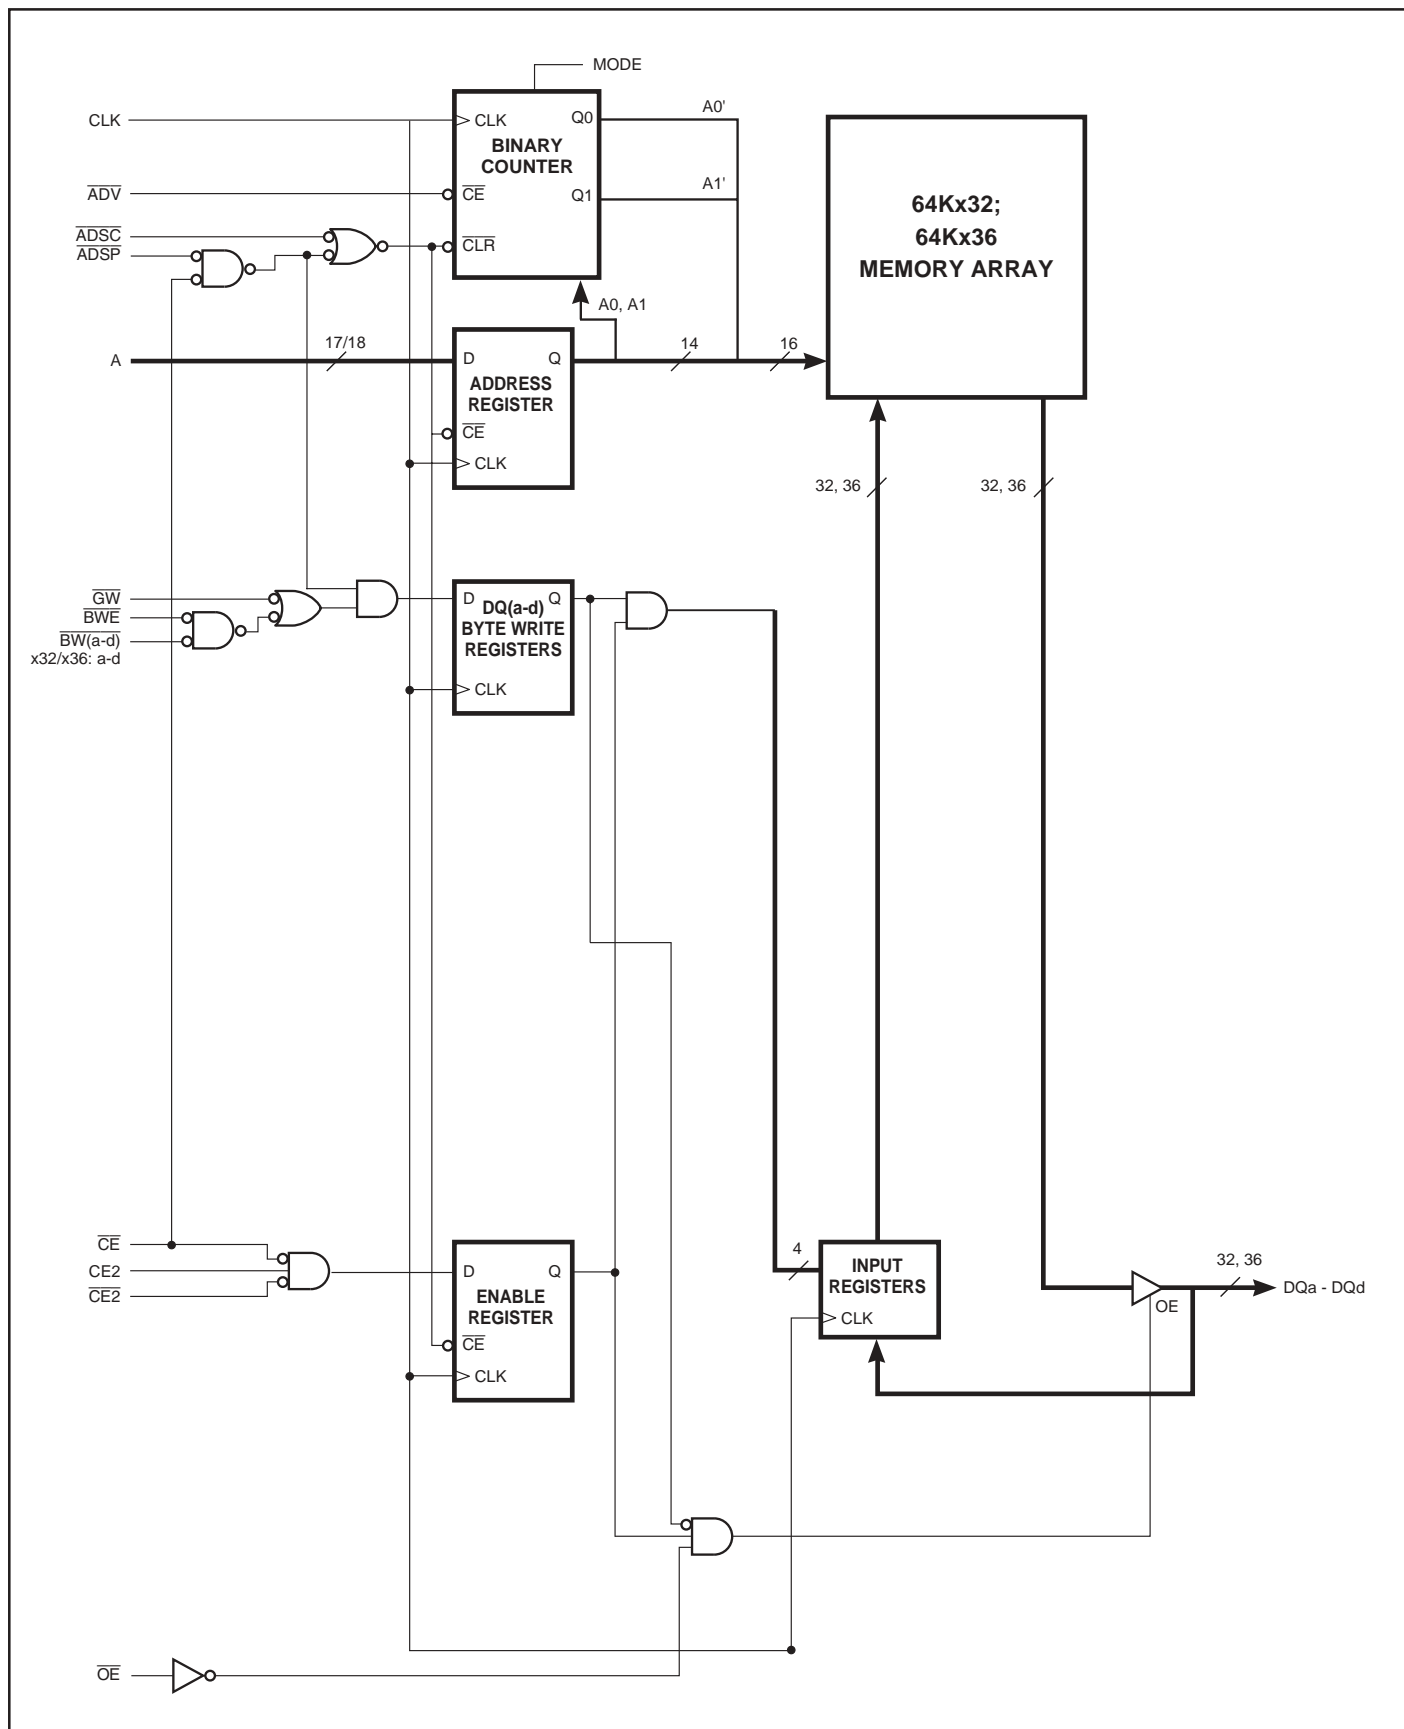 MODE
CLK
CLK
Q0
A0'
BINARY
COUNTER
ADV
CE
Q1
A1'
64Kx32;
64Kx36
MEMORY ARRAY
ADSC
ADSP
CLR
A0, A1
A
17/18
D
Q
14
16
ADDRESS
REGISTER
CE
CLK
32, 36
32, 36
GW
BWE
BW(a-d)
x32/x36: a-d
D
Q
DQ(a-d)
BYTE WRITE
REGISTERS
CLK
CE
CE2
CE2
D
Q
ENABLE
REGISTER
CE
CLK
4
INPUT
REGISTERS
CLK
32, 36
DQa - DQd
OE
OE